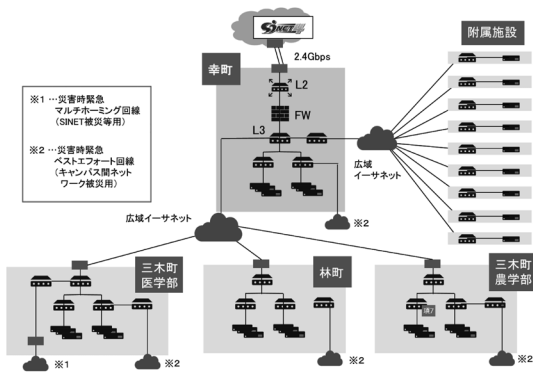 SINET4
2.4Gbps
附属施設
幸町
L2
FW
L3
広域
イーサネット
※1 …災害時緊急
マルチホーミング回線
(SINET被災等用)
※2 …災害時緊急
ベストエフォート回線
(キャンパス間ネット
ワーク被災用)
※2
広域イーサネット
三木町
医学部
林町
三木町
農学部
※1
※2
※2
※2